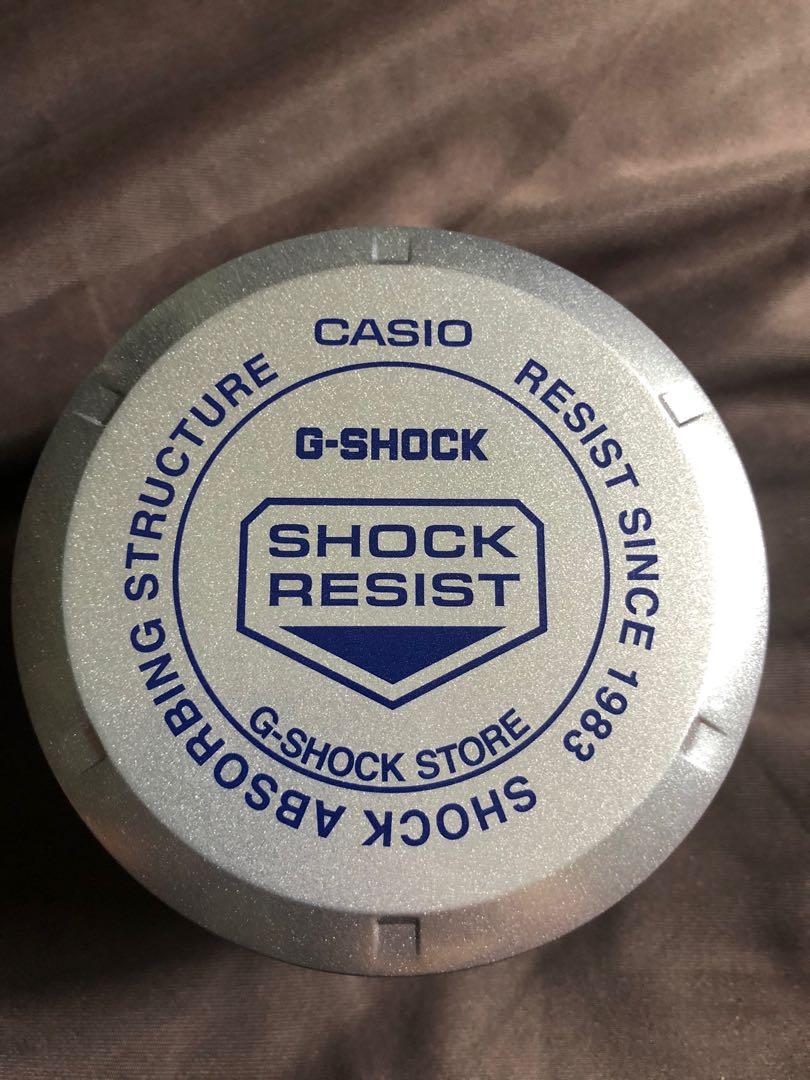 CASIO
RESIST SINCE 1983
SHOCK ABSORBING STRUCTURE
G-SHOCK
SHOCK
RESIST
G-SHOCK STORE